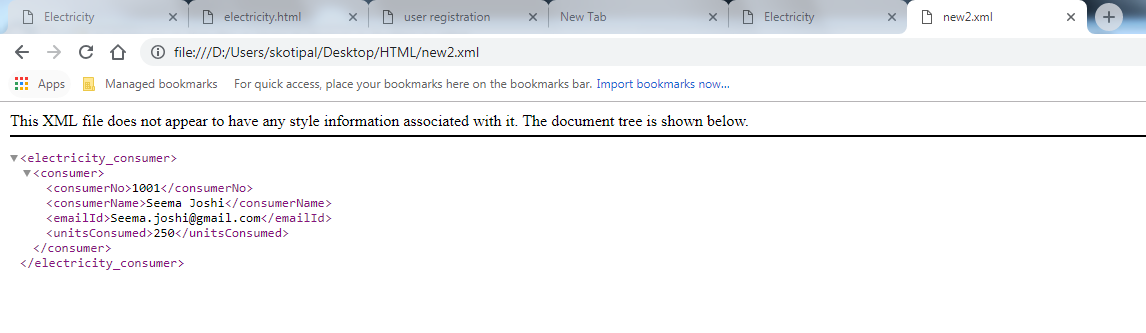 Electricity electricity.html user registration New Tab Electricity new2.xml
file:///D:/Users/skotipal/Desktop/HTML/new2.xml
Apps Managed bookmarks For quick access, place your bookmarks here on the bookmarks bar. Import bookmarks now...
This XML file does not appear to have any style information associated with it. The document tree is shown below.
<electricity_consumer>
<consumer>
<consumerNo>1001</consumerNo>
<consumerName>Seema Joshi</consumerName>
<emailId>Seema.joshi@gmail.com</emailId>
<unitsConsumed>250</unitsConsumed>
</consumer>
</electricity_consumer>